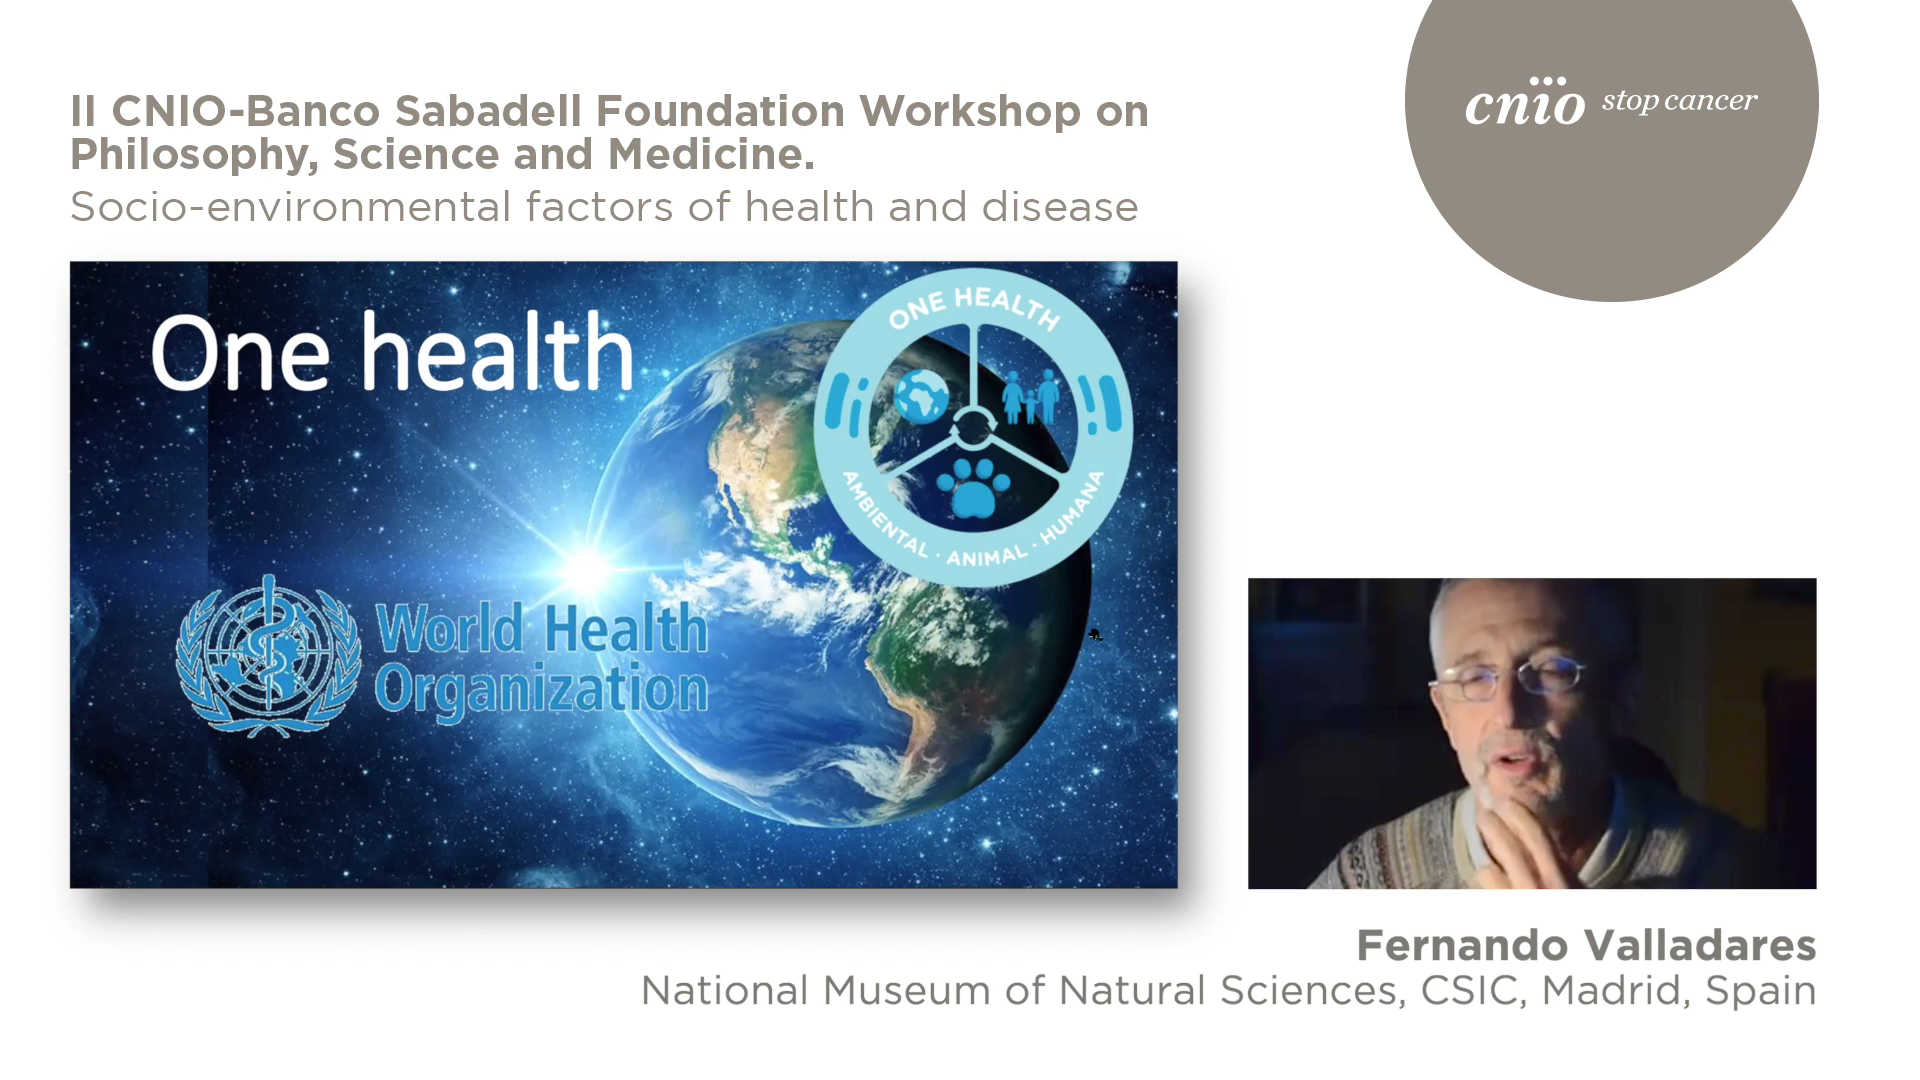 II CNIO-Banco Sabadell Foundation Workshop on
Philosophy, Science and Medicine.
Socio-environmental factors of health and disease
cnio stop cancer
One health
ONE HEALTH
AMBIENTAL · ANIMAL · HUMANA
World Health
Organization
Fernando Valladares
National Museum of Natural Sciences, CSIC, Madrid, Spain